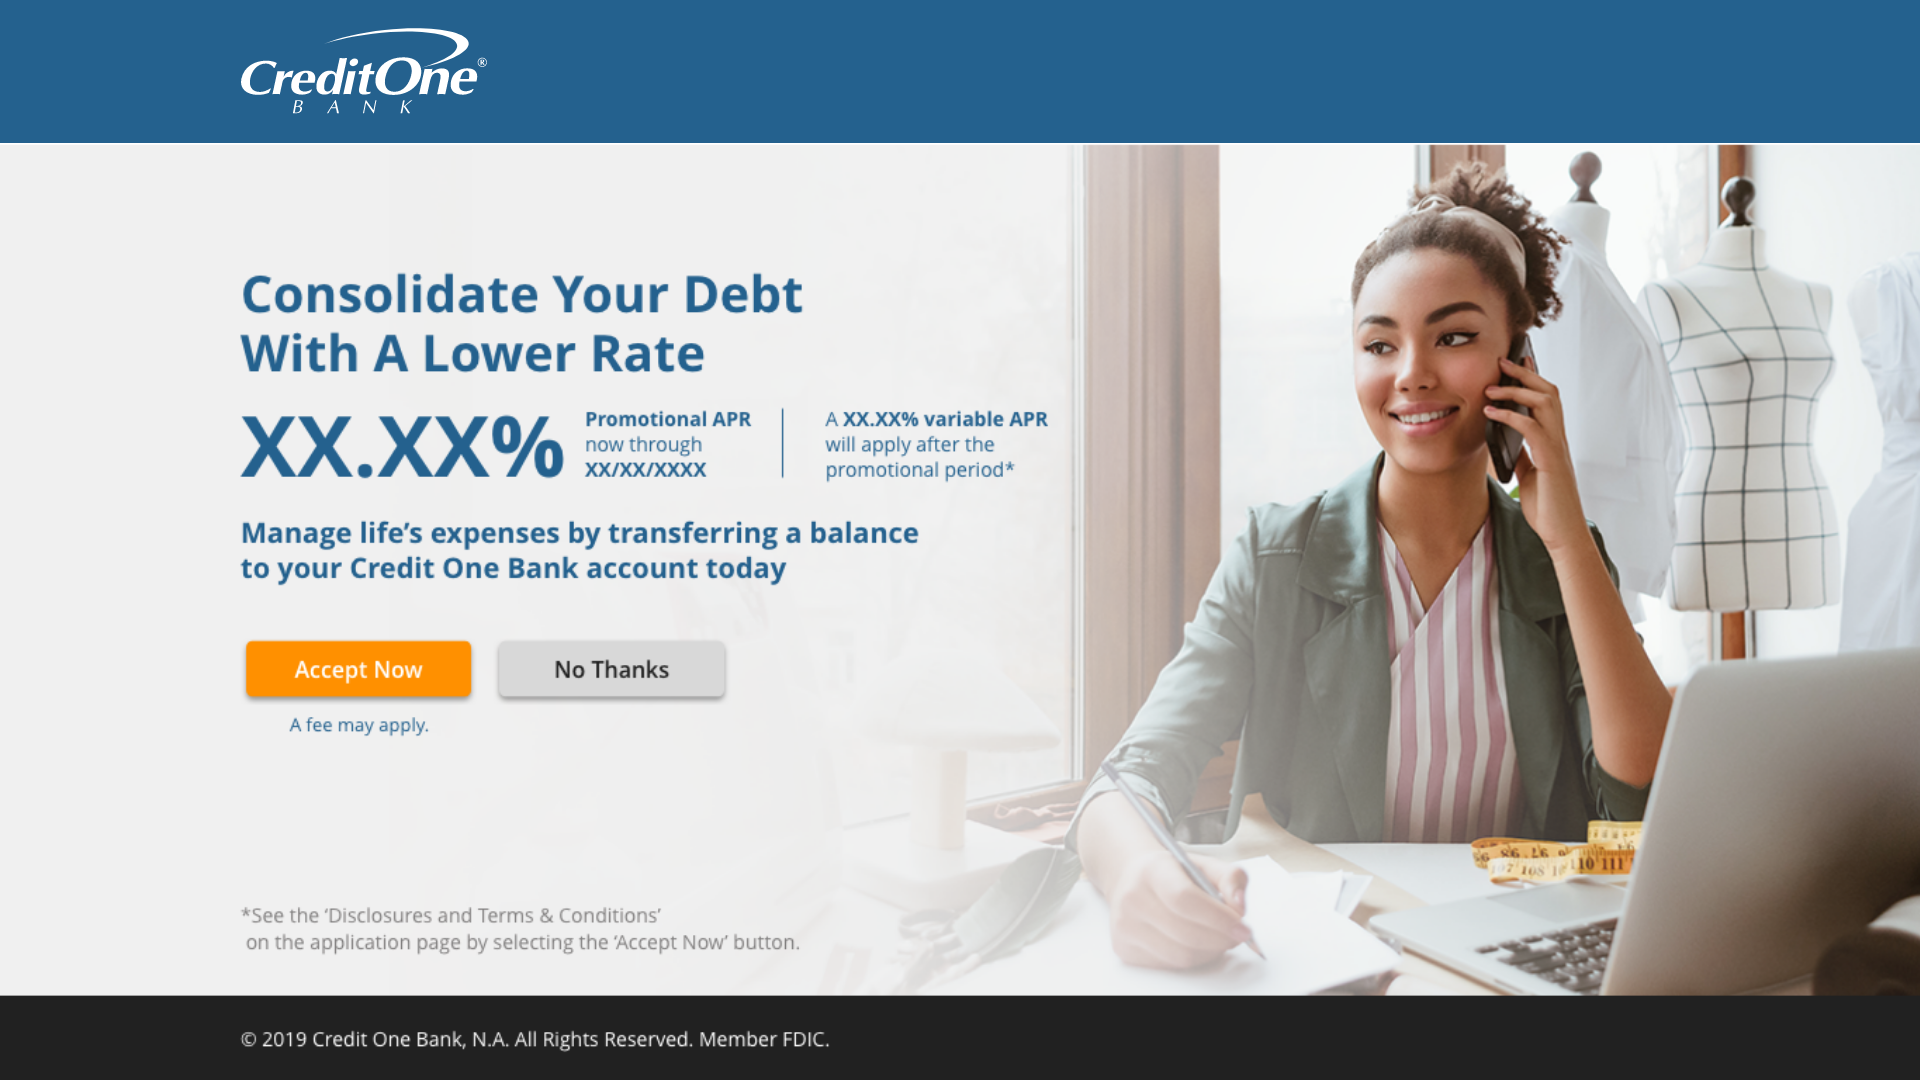 CreditOne®
BANK
Consolidate Your Debt
With A Lower Rate
XX.XX%
Promotional APR
now through
XX/XX/XXXX
A XX.XX% variable APR
will apply after the
promotional period*
Manage life’s expenses by transferring a balance
to your Credit One Bank account today
Accept Now
No Thanks
A fee may apply.
*See the ‘Disclosures and Terms & Conditions’
on the application page by selecting the ‘Accept Now’ button.
© 2019 Credit One Bank, N.A. All Rights Reserved. Member FDIC.